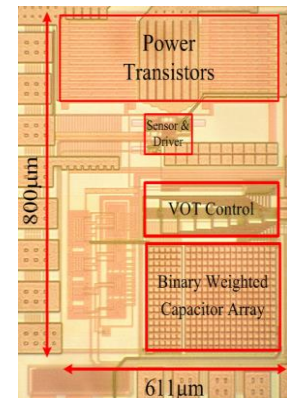 Power
Transistors
Sensor &
Driver
800µm
VOT Control
Binary Weighted
Capacitor Array
611µm